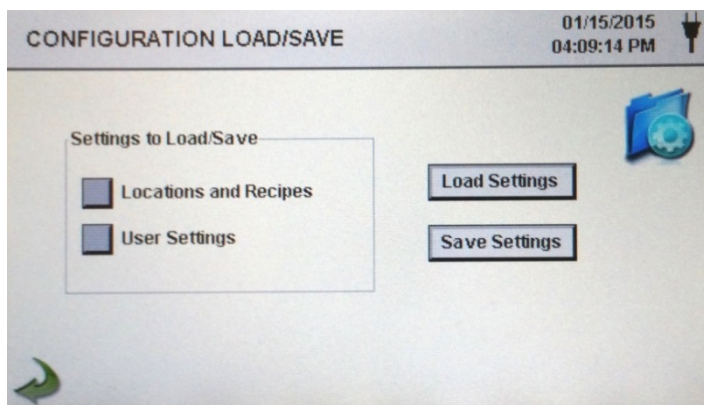 CONFIGURATION LOAD/SAVE
01/15/2015
04:09:14 PM
Settings to Load/Save
Locations and Recipes
User Settings
Load Settings
Save Settings